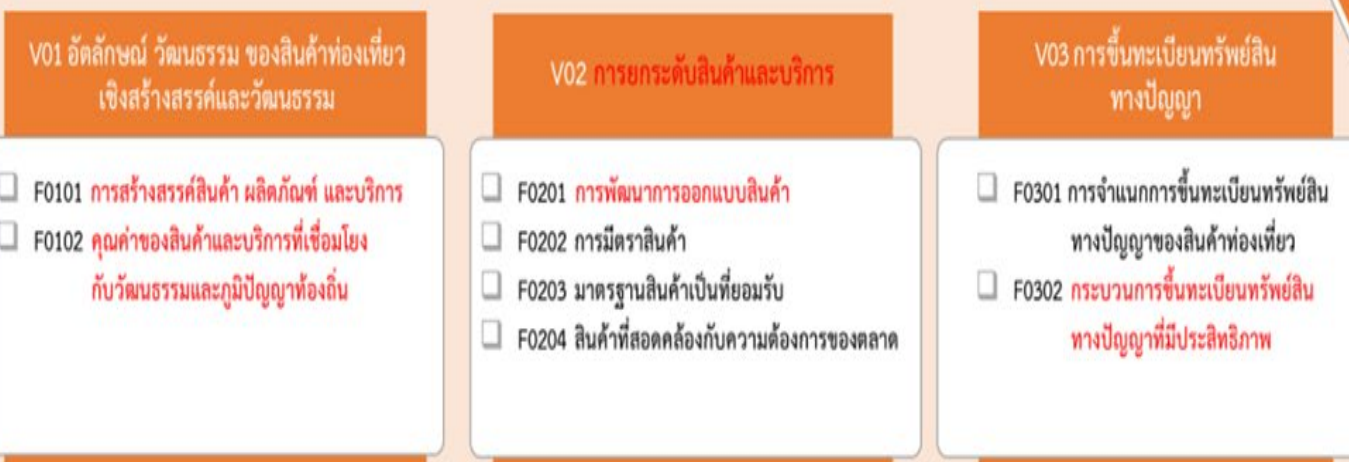 V01 อัตลักษณ์ วัฒนธรรม ของสินค้าท่องเที่ยว
เชิงสร้างสรรค์และวัฒนธรรม
F0101 การสร้างสรรค์สินค้า ผลิตภัณฑ์ และบริการ
F0102 คุณค่าของสินค้าและบริการที่เชื่อมโยง
กับวัฒนธรรมและภูมิปัญญาท้องถิ่น
V02 การยกระดับสินค้าและบริการ
F0201 การพัฒนาการออกแบบสินค้า
F0202 การมีตราสินค้า
F0203 มาตรฐานสินค้าเป็นที่ยอมรับ
F0204 สินค้าที่สอดคล้องกับความต้องการของตลาด
V03 การขึ้นทะเบียนทรัพย์สิน
ทางปัญญา
F0301 การจำแนกการขึ้นทะเบียนทรัพย์สิน
ทางปัญญาของสินค้าท่องเที่ยว
F0302 กระบวนการขึ้นทะเบียนทรัพย์สิน
ทางปัญญาที่มีประสิทธิภาพ